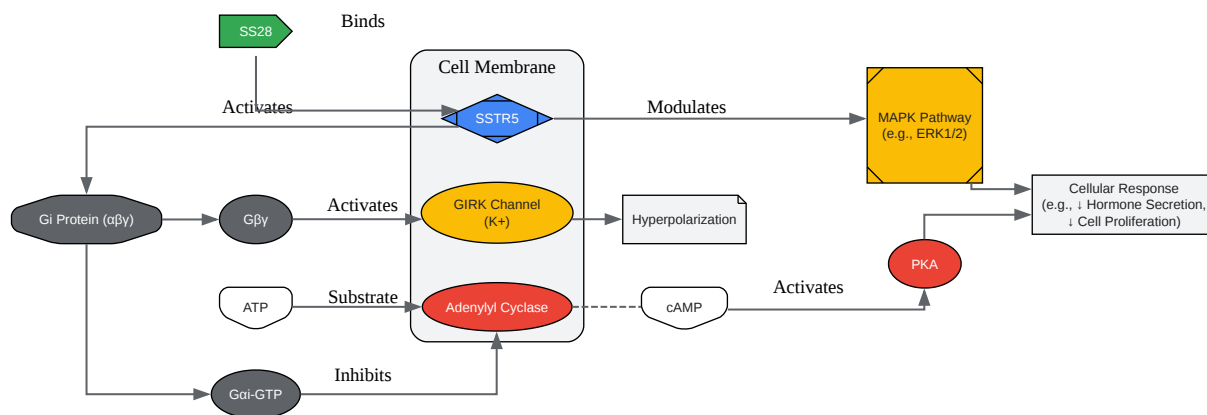 SS28
Binds
Cell Membrane
Activates
SSTR5
Modulates
MAPK Pathway
(e.g., ERK1/2)
Gi Protein (αβγ)
Gβγ
Activates
GIRK Channel
(K+)
Hyperpolarization
Cellular Response
(e.g., ↓ Hormone Secretion,
↓ Cell Proliferation)
PKA
ATP
Substrate
Adenylyl Cyclase
cAMP
Activates
Gαi-GTP
Inhibits